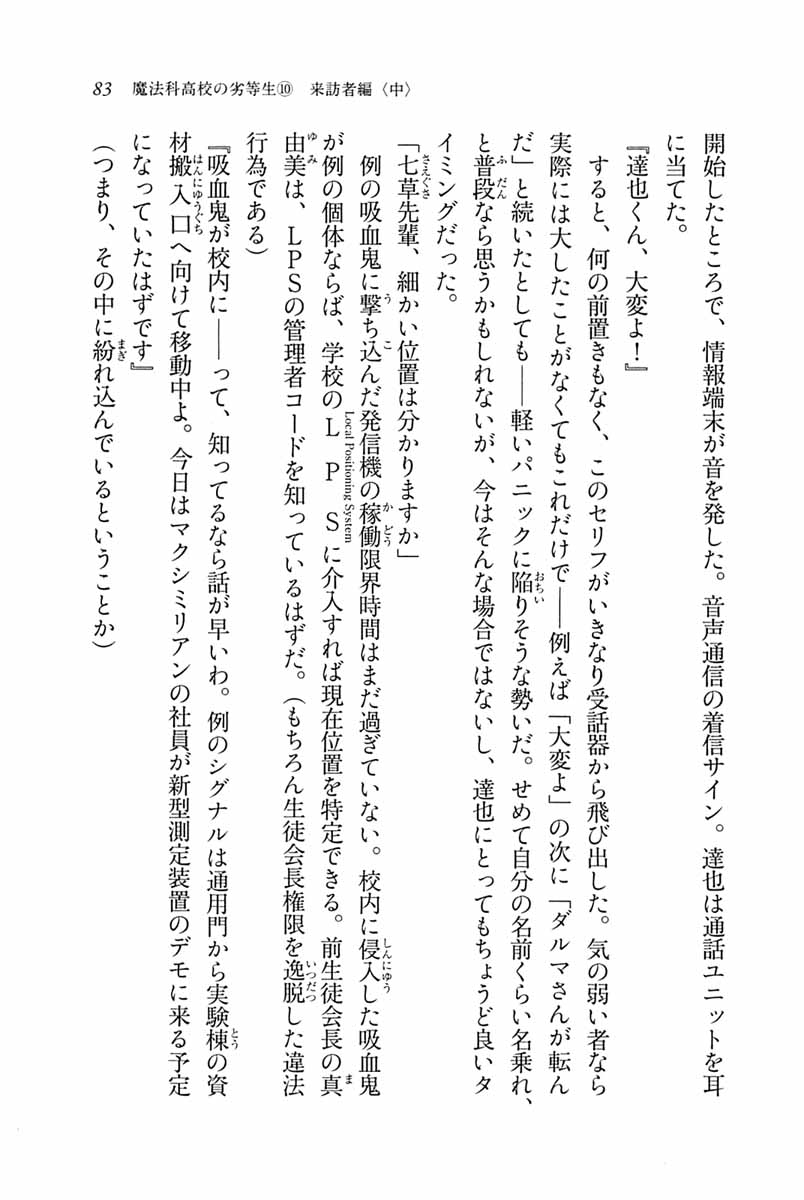 83　魔法科高校の劣等生⑩　来訪者編〈中〉
開始したところで、情報端末が音を発した。音声通信の着信サイン。達也は通話ユニットを耳
に当てた。
『達也くん、大変よ！』
　すると、何の前置きもなく、このセリフがいきなり受話器から飛び出した。気の弱い者なら
実際には大したことがなくてもこれだけで――例えば「大変よ」の次に「ダルマさんが転ん
だ」と続いたとしても――軽いパニックに陥りそうな勢いだ。せめて自分の名前くらい名乗れ、
と普段なら思うかもしれないが、今はそんな場合ではないし、達也にとってもちょうど良いタ
イミングだった。
「七草先輩、細かい位置は分かりますか」
　例の吸血鬼に撃ち込んだ発信機の稼働限界時間はまだ過ぎていない。校内に侵入した吸血鬼
が例の個体ならば、学校のＬＰＳに介入すれば現在位置を特定できる。前生徒会長の真
由美は、ＬＰＳの管理者コードを知っているはずだ。（もちろん生徒会長権限を逸脱した違法
行為である）
『吸血鬼が校内に――って、知ってるなら話が早いわ。例のシグナルは通用門から実験棟の資
材搬入口へ向けて移動中よ。今日はマクシミリアンの社員が新型測定装置のデモに来る予定
になっていたはずです』
（つまり、その中に紛れ込んでいるということか）